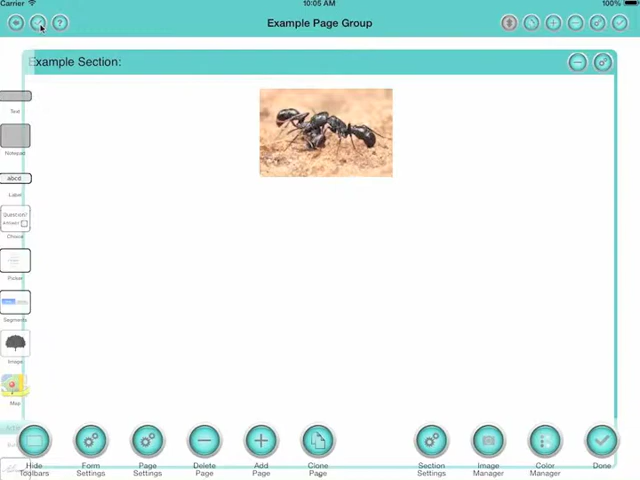 Carrier
10:05 AM
100%
Example Page Group
Example Section:
Text
Notepad
abcd
Label
Question?
Answer
Choice
Picker
Segments
Image
Map
Hide
Toolbars
Form
Settings
Page
Settings
Delete
Page
Add
Page
Clone
Page
Section
Settings
Image
Manager
Color
Manager
Done